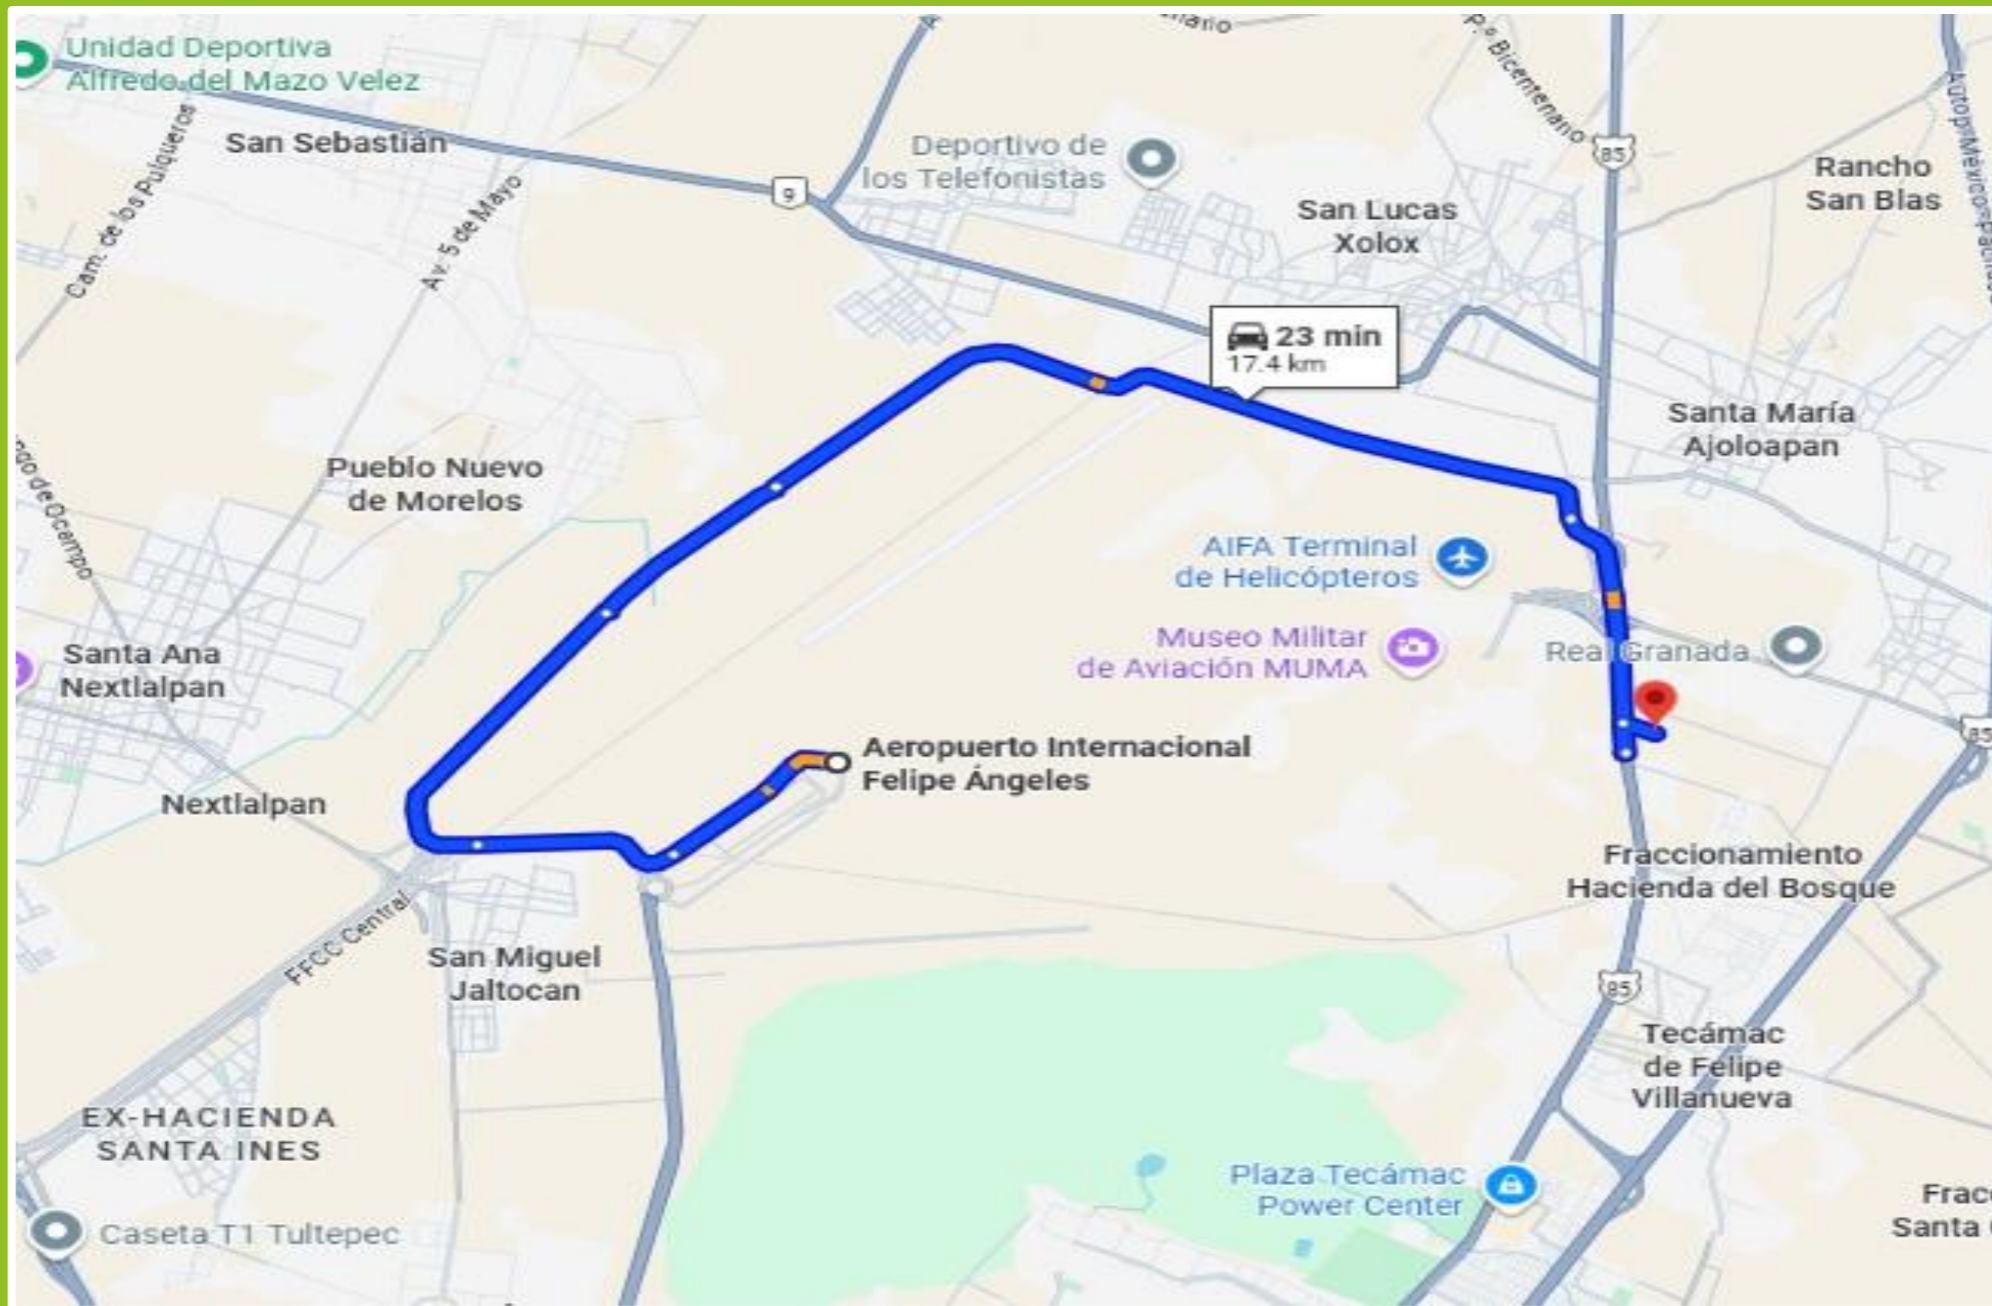 Unidad Deportiva
Alfredo del Mazo Velez
San Sebastián
Cam. de los Pulqueros
Av. 5 de Mayo
9
Deportivo de
los Telefonistas
P.º Bicentenario
85
San Lucas
Xolox
Rancho
San Blas
23 min
17.4 km
Santa María
Ajoloapan
Pueblo Nuevo
de Morelos
AIFA Terminal
de Helicópteros
Museo Militar
de Aviación MUMA
Real Granada
Santa Ana
Nextlalpan
85
Aeropuerto Internacional
Felipe Ángeles
Nextlalpan
Fraccionamiento
Hacienda del Bosque
FFCC Central
San Miguel
Jaltocan
85
Tecámac
de Felipe
Villanueva
EX-HACIENDA
SANTA INES
Plaza Tecámac
Power Center
Frac
Santa
Caseta T1 Tultepec